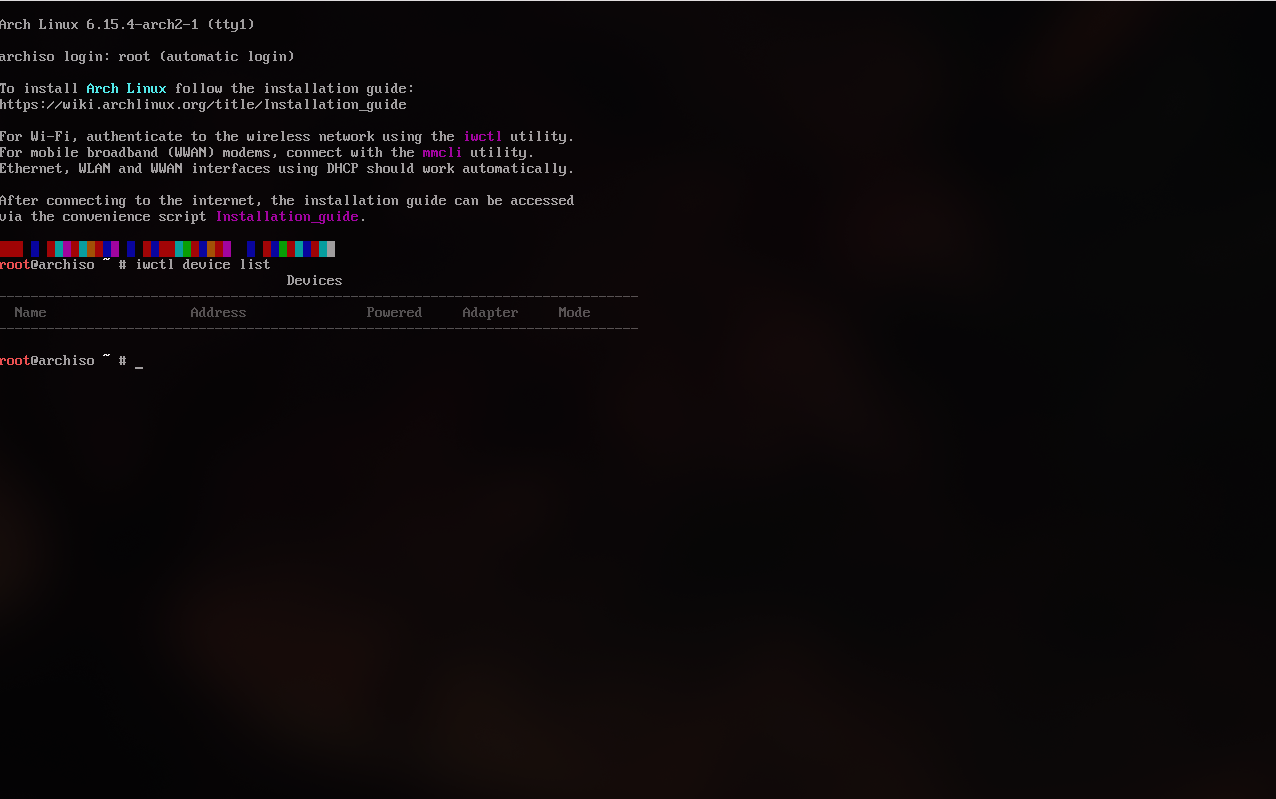 Arch Linux 6.15.4-arch2-1 (tty1)
archiso login: root (automatic login)
To install Arch Linux follow the installation guide:
https://wiki.archlinux.org/title/Installation_guide
For Wi-Fi, authenticate to the wireless network using the iwctl utility.
For mobile broadband (WWAN) modems, connect with the mmcli utility.
Ethernet, WLAN and WWAN interfaces using DHCP should work automatically.
After connecting to the internet, the installation guide can be accessed
via the convenience script Installation_guide.
root@archiso ~ # iwctl device list
Devices
Name Address Powered Adapter Mode
root@archiso ~ # _